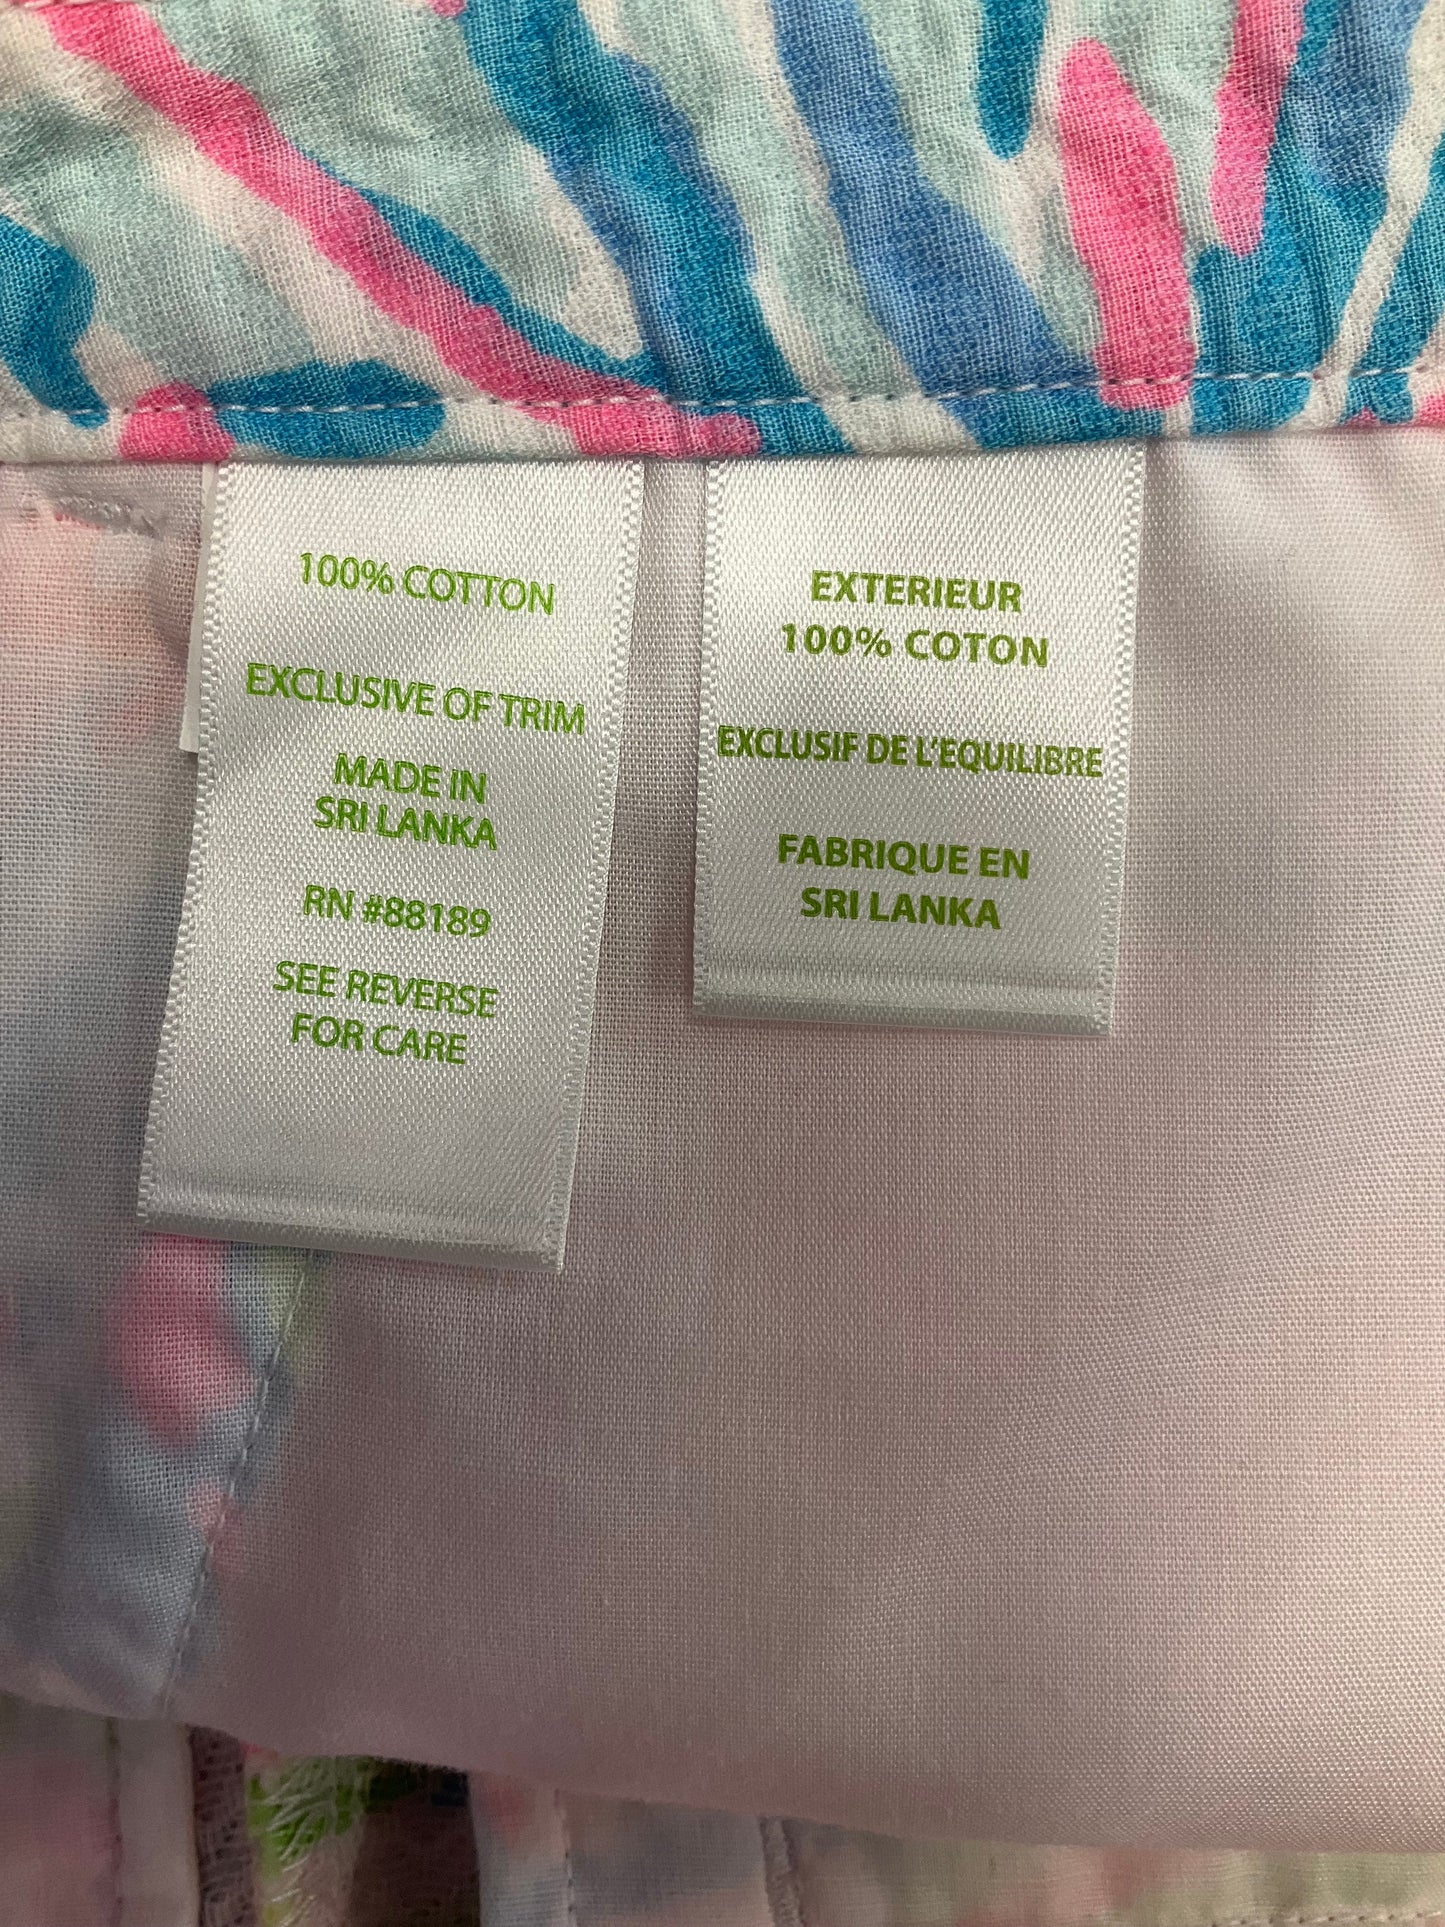 100% COTTON
EXCLUSIVE OF TRIM
MADE IN
SRI LANKA
RN #88189
SEE REVERSE
FOR CARE
EXTERIEUR
100% COTON
EXCLUSIF DE L'EQUILIBRE
FABRIQUE EN
SRI LANKA